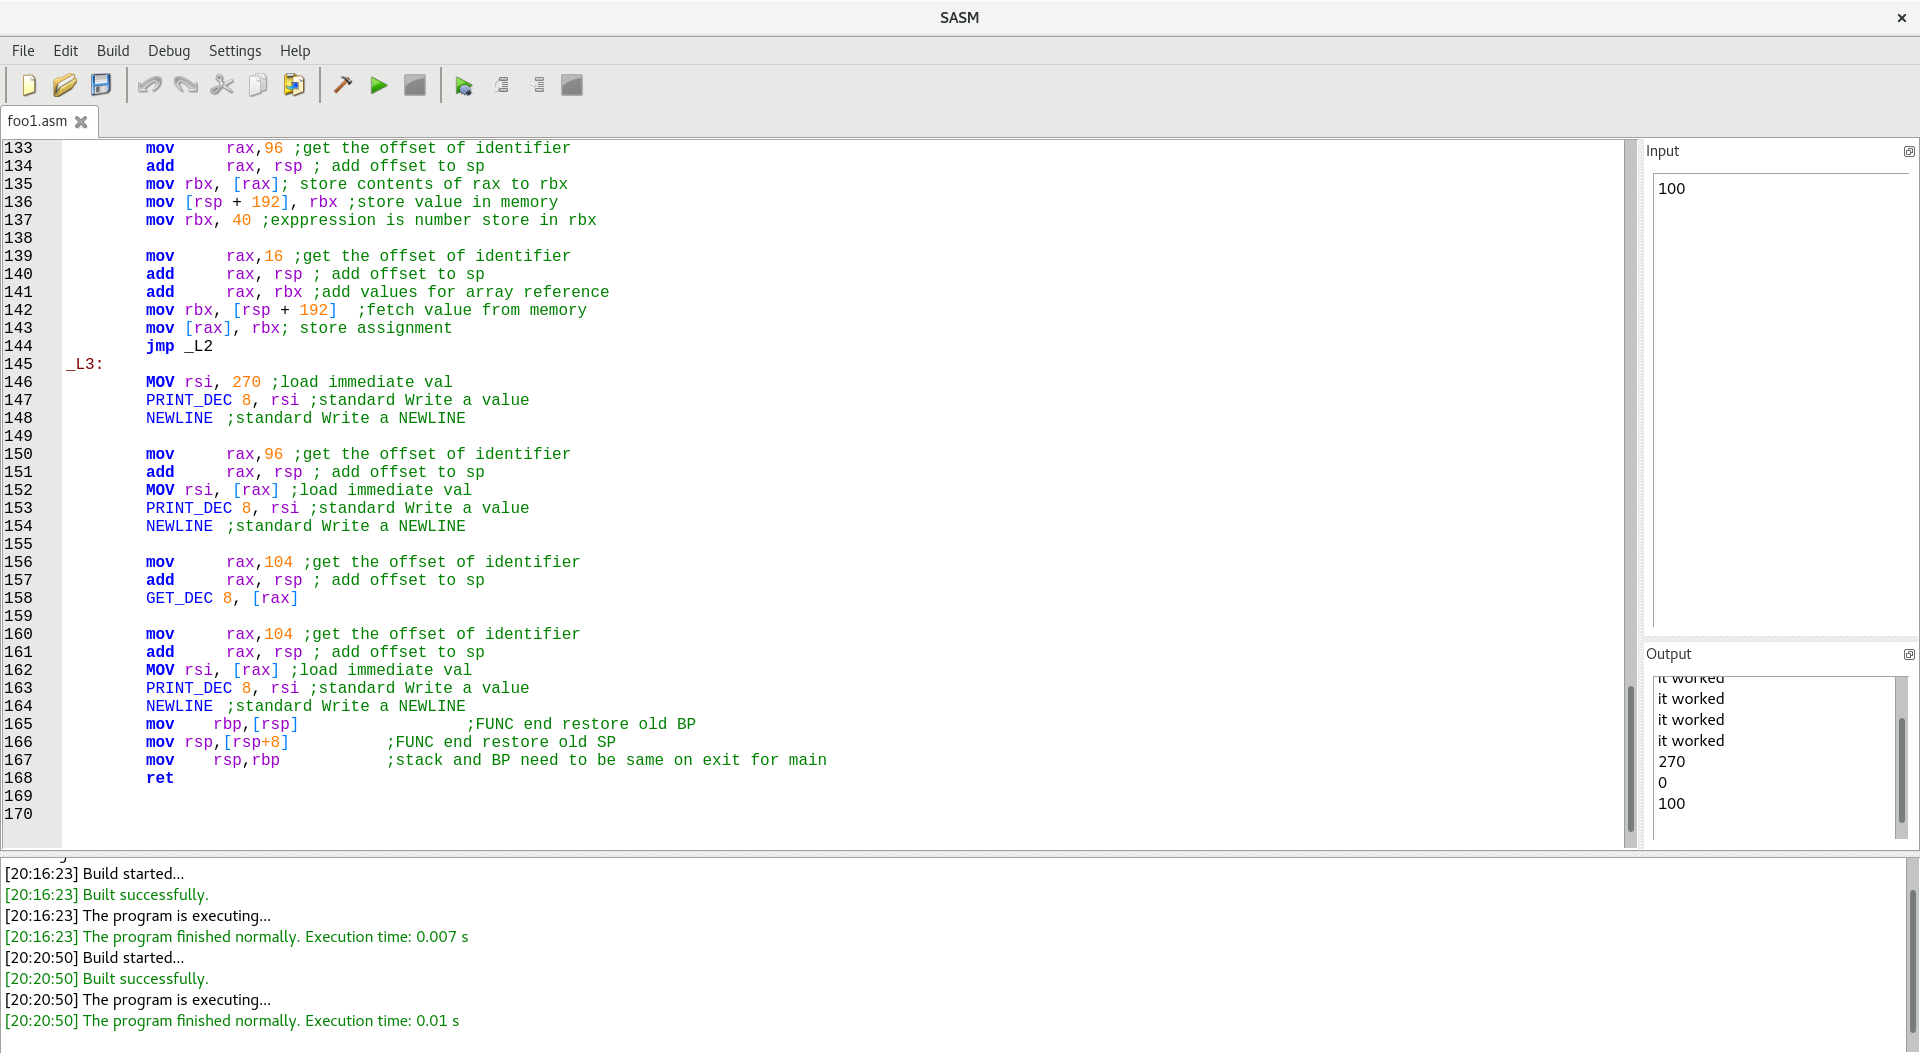 SASM
File Edit Build Debug Settings Help
foo1.asm
133 mov rax,96 ;get the offset of identifier
134 add rax, rsp ; add offset to sp
135 mov rbx, [rax]; store contents of rax to rbx
136 mov [rsp + 192], rbx ;store value in memory
137 mov rbx, 40 ;exppression is number store in rbx
138
139 mov rax,16 ;get the offset of identifier
140 add rax, rsp ; add offset to sp
141 add rax, rbx ;add values for array reference
142 mov rbx, [rsp + 192] ;fetch value from memory
143 mov [rax], rbx; store assignment
144 jmp _L2
145 _L3:
146 MOV rsi, 270 ;load immediate val
147 PRINT_DEC 8, rsi ;standard Write a value
148 NEWLINE ;standard Write a NEWLINE
149
150 mov rax,96 ;get the offset of identifier
151 add rax, rsp ; add offset to sp
152 MOV rsi, [rax] ;load immediate val
153 PRINT_DEC 8, rsi ;standard Write a value
154 NEWLINE ;standard Write a NEWLINE
155
156 mov rax,104 ;get the offset of identifier
157 add rax, rsp ; add offset to sp
158 GET_DEC 8, [rax]
159
160 mov rax,104 ;get the offset of identifier
161 add rax, rsp ; add offset to sp
162 MOV rsi, [rax] ;load immediate val
163 PRINT_DEC 8, rsi ;standard Write a value
164 NEWLINE ;standard Write a NEWLINE
165 mov rbp,[rsp] ;FUNC end restore old BP
166 mov rsp,[rsp+8] ;FUNC end restore old SP
167 mov rsp,rbp ;stack and BP need to be same on exit for main
168 ret
169
170
Input
100
Output
it worked
it worked
it worked
it worked
270
0
100
[20:16:23] Build started...
[20:16:23] Built successfully.
[20:16:23] The program is executing...
[20:16:23] The program finished normally. Execution time: 0.007 s
[20:20:50] Build started...
[20:20:50] Built successfully.
[20:20:50] The program is executing...
[20:20:50] The program finished normally. Execution time: 0.01 s